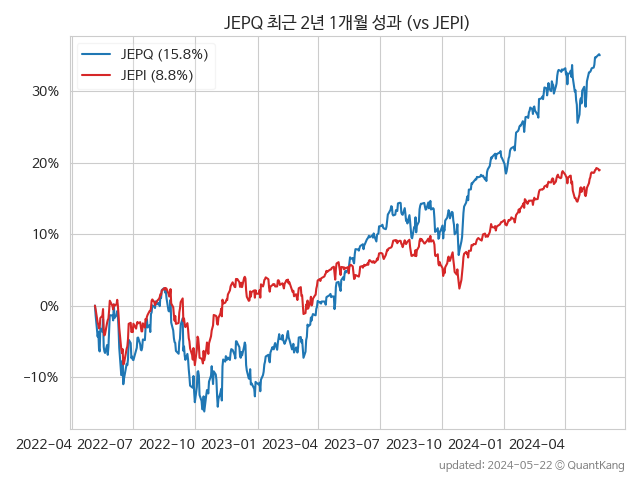 JEPQ 최근 2년 1개월 성과 (vs JEPI)
JEPQ (15.8%)
JEPI (8.8%)
30%
20%
10%
0%
−10%
2022-04 2022-07 2022-10 2023-01 2023-04 2023-07 2023-10 2024-01 2024-04
updated: 2024-05-22 © QuantKang